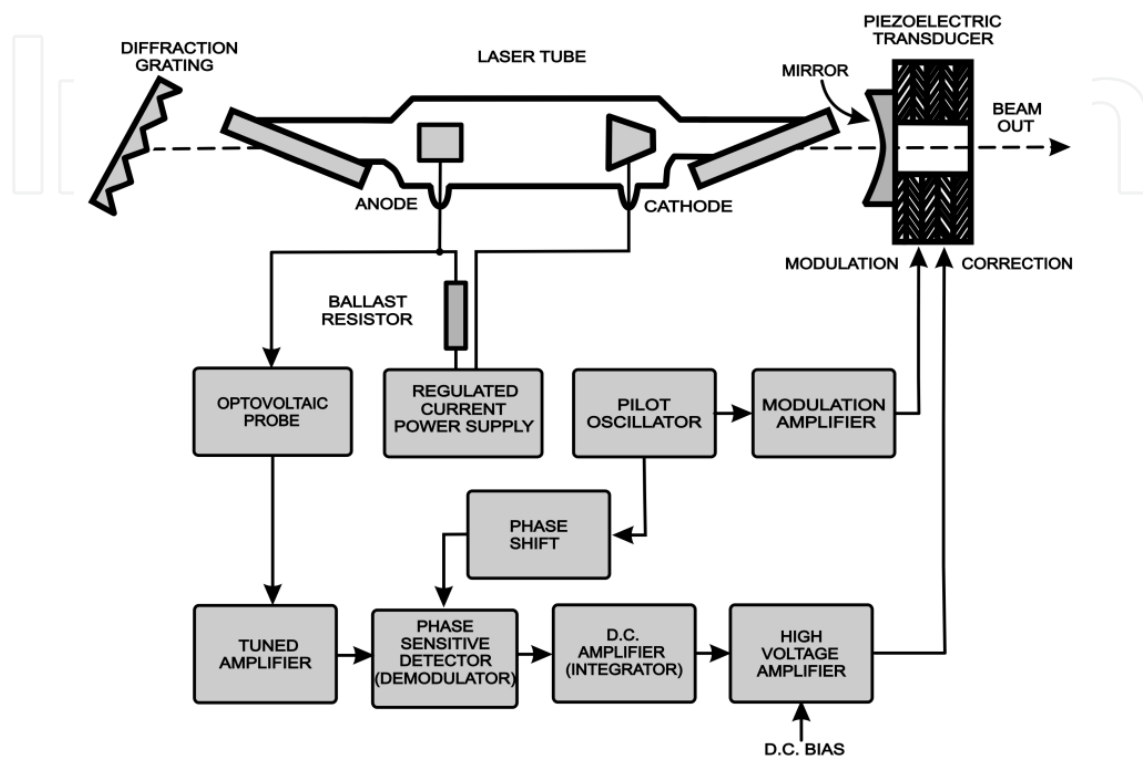 DIFFRACTION
GRATING
LASER TUBE
PIEZOELECTRIC
TRANSDUCER
MIRROR
BEAM
OUT
ANODE
CATHODE
MODULATION
CORRECTION
BALLAST
RESISTOR
OPTOVOLTAIC
PROBE
REGULATED
CURRENT
POWER SUPPLY
PILOT
OSCILLATOR
MODULATION
AMPLIFIER
PHASE
SHIFT
TUNED
AMPLIFIER
PHASE
SENSITIVE
DETECTOR
(DEMODULATOR)
D.C.
AMPLIFIER
(INTEGRATOR)
HIGH
VOLTAGE
AMPLIFIER
D.C. BIAS